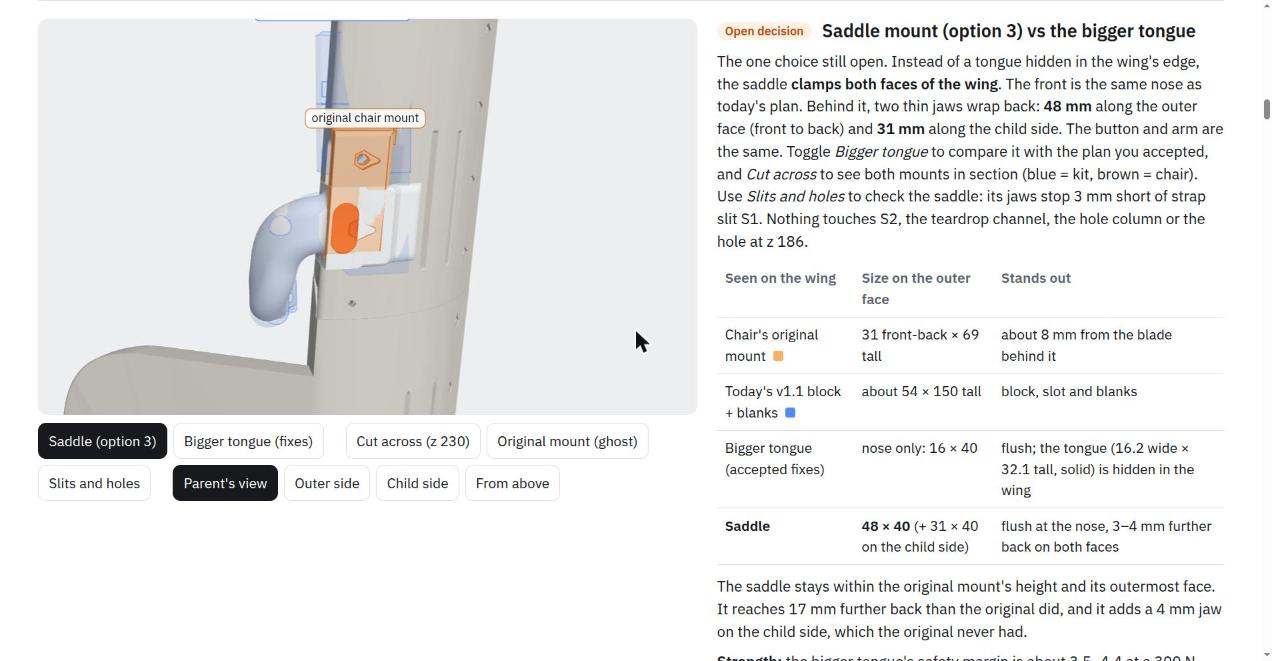 original chair mount
Saddle (option 3)
Bigger tongue (fixes)
Cut across (z 230)
Original mount (ghost)
Slits and holes
Parent's view
Outer side
Child side
From above
Open decision
Saddle mount (option 3) vs the bigger tongue
The one choice still open. Instead of a tongue hidden in the wing's edge,
the saddle clamps both faces of the wing. The front is the same nose as
today's plan. Behind it, two thin jaws wrap back: 48 mm along the outer
face (front to back) and 31 mm along the child side. The button and arm are
the same. Toggle Bigger tongue to compare it with the plan you accepted,
and Cut across to see both mounts in section (blue = kit, brown = chair).
Use Slits and holes to check the saddle: its jaws stop 3 mm short of strap
slit S1. Nothing touches S2, the teardrop channel, the hole column or the
hole at z 186.
Seen on the wing
Size on the outer
face
Stands out
Chair's original
mount
31 front-back × 69
tall
about 8 mm from the blade
behind it
Today's v1.1 block
+ blanks
about 54 × 150 tall
block, slot and blanks
Bigger tongue
(accepted fixes)
nose only: 16 × 40
flush; the tongue (16.2 wide ×
32.1 tall, solid) is hidden in the
wing
Saddle
48 × 40 (+ 31 × 40
on the child side)
flush at the nose, 3–4 mm further
back on both faces
The saddle stays within the original mount's height and its outermost face.
It reaches 17 mm further back than the original did, and it adds a 4 mm jaw
on the child side, which the original never had.
Strength: the bigger tongue's safety margin is about 3.5–4.4 at a 300 N